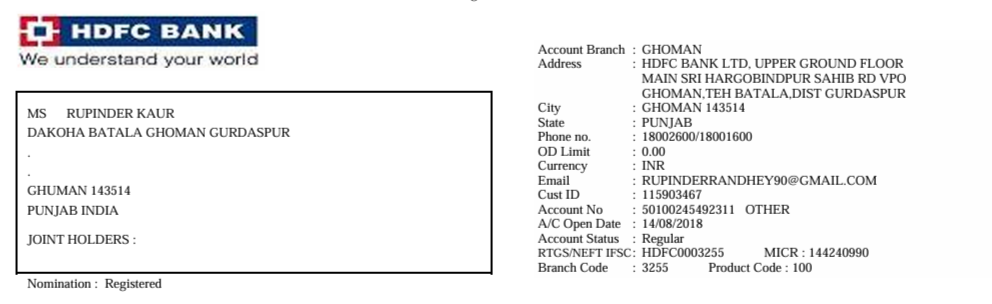 HDFC BANK
We understand your world
MS RUPINDER KAUR
DAKOHA BATALA GHOMAN GURDASPUR
.
.
GHUMAN 143514
PUNJAB INDIA
JOINT HOLDERS :
Nomination : Registered
Account Branch : GHOMAN
Address : HDFC BANK LTD, UPPER GROUND FLOOR
MAIN SRI HARGOBINDPUR SAHIB RD VPO
GHOMAN,TEH BATALA,DIST GURDASPUR
City : GHOMAN 143514
State : PUNJAB
Phone no. : 18002600/18001600
OD Limit : 0.00
Currency : INR
Email : RUPINDERRANDHEY90@GMAIL.COM
Cust ID : 115903467
Account No : 50100245492311 OTHER
A/C Open Date : 14/08/2018
Account Status : Regular
RTGS/NEFT IFSC: HDFC0003255 MICR : 144240990
Branch Code : 3255 Product Code : 100